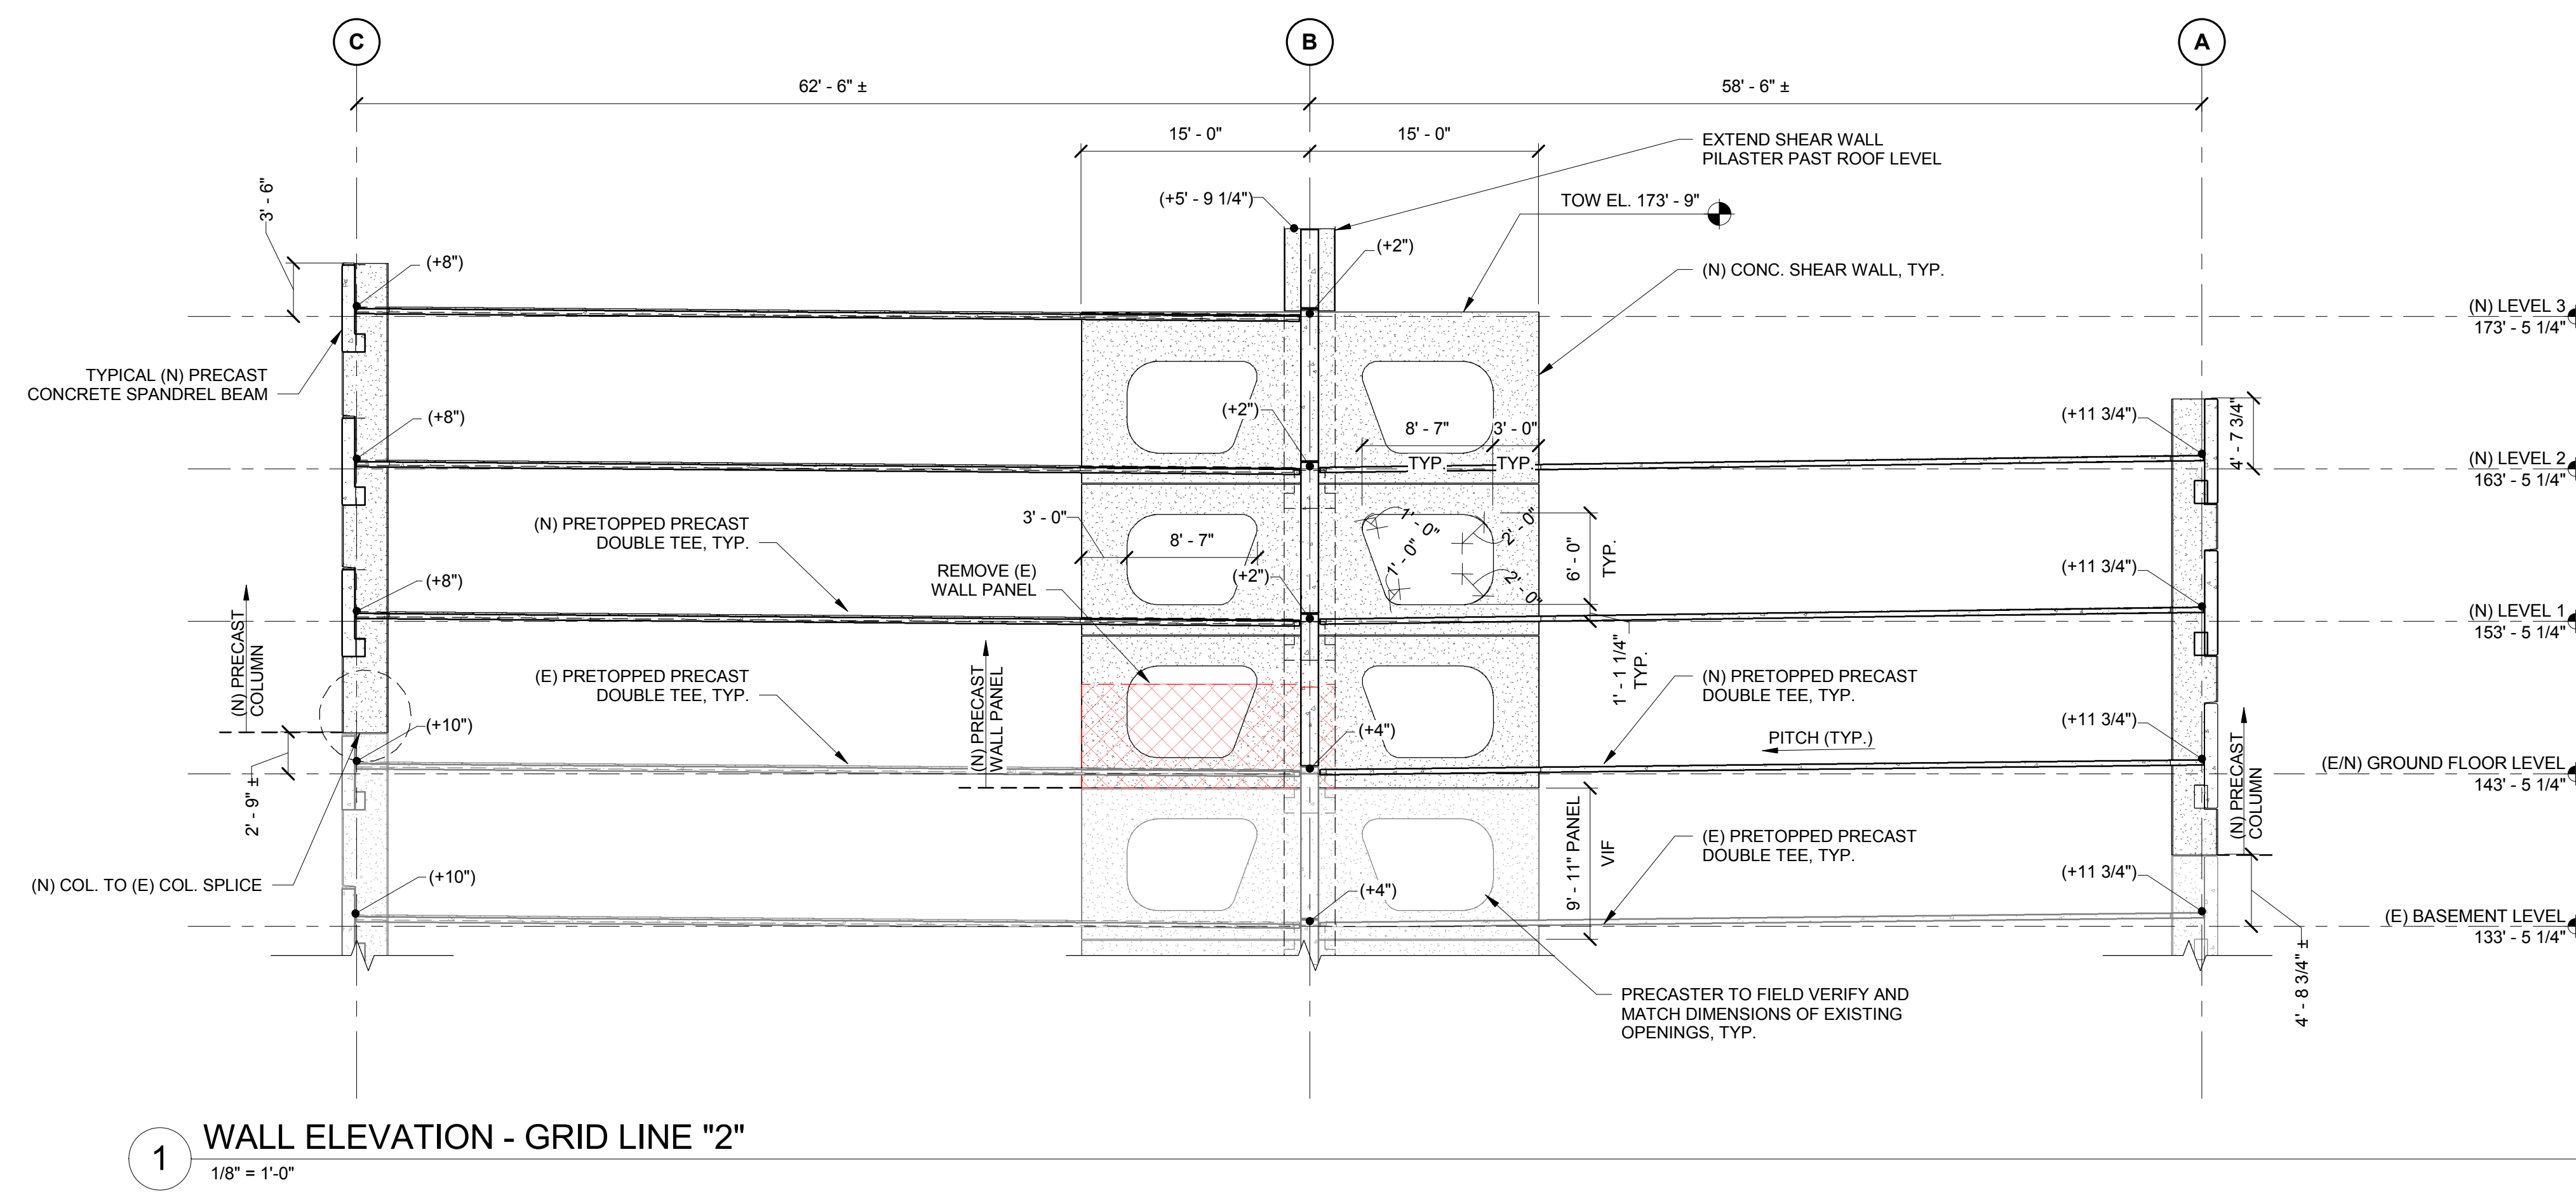 C
B
A
62' - 6" ±
58' - 6" ±
15' - 0"
15' - 0"
EXTEND SHEAR WALL
PILASTER PAST ROOF LEVEL
3' - 6"
(+5' - 9 1/4")
TOW EL. 173' - 9"
(+8")
(+2")
(N) CONC. SHEAR WALL, TYP.
(N) LEVEL 3
173' - 5 1/4"
TYPICAL (N) PRECAST
CONCRETE SPANDREL BEAM
(+8")
(+2")
8' - 7"
3' - 0"
TYP.
TYP.
(+11 3/4")
4' - 7 3/4"
(N) LEVEL 2
163' - 5 1/4"
(N) PRETOPPED PRECAST
DOUBLE TEE, TYP.
3' - 0"
8' - 7"
1' - 0"
2' - 0"
1' - 0"
2' - 0"
6' - 0"
TYP.
REMOVE (E)
WALL PANEL
(+8")
(+2")
(+11 3/4")
(N) LEVEL 1
153' - 5 1/4"
(N) PRECAST
COLUMN
1' - 1 1/4"
TYP.
(E) PRETOPPED PRECAST
DOUBLE TEE, TYP.
(N) PRECAST
WALL PANEL
(N) PRETOPPED PRECAST
DOUBLE TEE, TYP.
(+10")
(+4")
PITCH (TYP.)
(+11 3/4")
(E/N) GROUND FLOOR LEVEL
143' - 5 1/4"
2' - 9" ±
(N) PRECAST
COLUMN
9' - 11" PANEL
VIF
(E) PRETOPPED PRECAST
DOUBLE TEE, TYP.
(N) COL. TO (E) COL. SPLICE
(+10")
(+4")
(+11 3/4")
(E) BASEMENT LEVEL
133' - 5 1/4"
4' - 8 3/4" ±
PRECASTER TO FIELD VERIFY AND
MATCH DIMENSIONS OF EXISTING
OPENINGS, TYP.
1
WALL ELEVATION - GRID LINE "2"
1/8" = 1'-0"